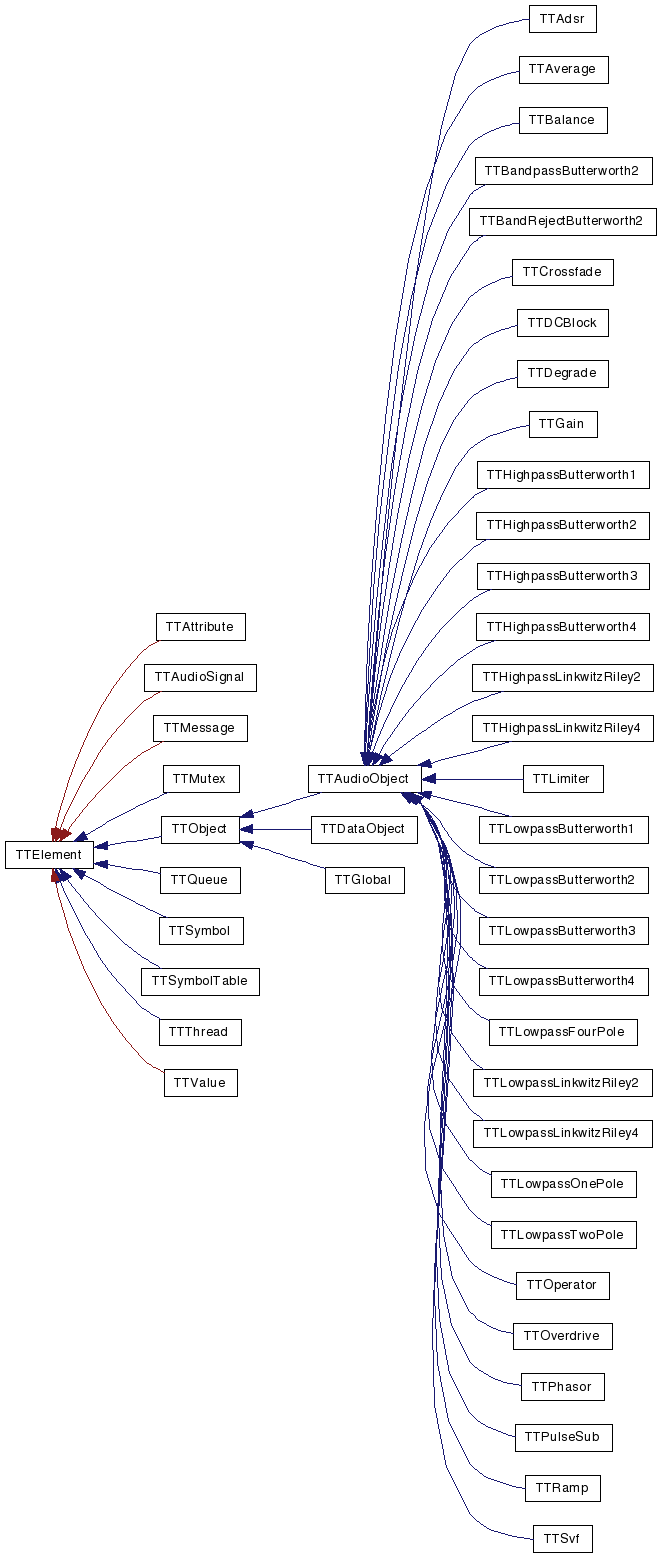 TTAdsr
TTAverage
TTBalance
TTBandpassButterworth2
TTBandRejectButterworth2
TTCrossfade
TTDCBlock
TTDegrade
TTGain
TTHighpassButterworth1
TTHighpassButterworth2
TTHighpassButterworth3
TTAttribute
TTHighpassButterworth4
TTAudioSignal
TTHighpassLinkwitzRiley2
TTMessage
TTHighpassLinkwitzRiley4
TTMutex
TTAudioObject
TTLimiter
TTObject
TTDataObject
TTLowpassButterworth1
TTElement
TTQueue
TTGlobal
TTLowpassButterworth2
TTSymbol
TTLowpassButterworth3
TTSymbolTable
TTLowpassButterworth4
TTThread
TTLowpassFourPole
TTValue
TTLowpassLinkwitzRiley2
TTLowpassLinkwitzRiley4
TTLowpassOnePole
TTLowpassTwoPole
TTOperator
TTOverdrive
TTPhasor
TTPulseSub
TTRamp
TTSvf